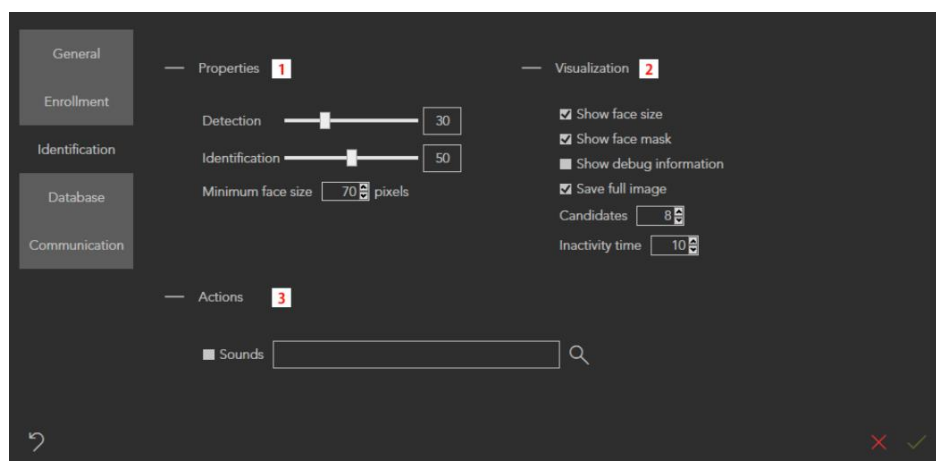 General
Enrollment
Identification
Database
Communication
Properties 1
Detection 30
Identification 50
Minimum face size 70 pixels
Visualization 2
Show face size
Show face mask
Show debug information
Save full image
Candidates 8
Inactivity time 10
Actions 3
Sounds